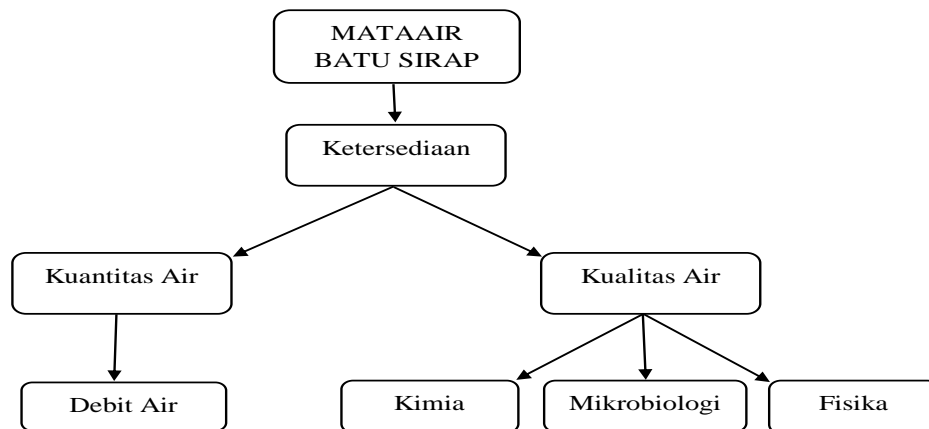 MATAAIR
BATU SIRAP
Ketersediaan
Kuantitas Air
Kualitas Air
Debit Air
Kimia
Mikrobiologi
Fisika